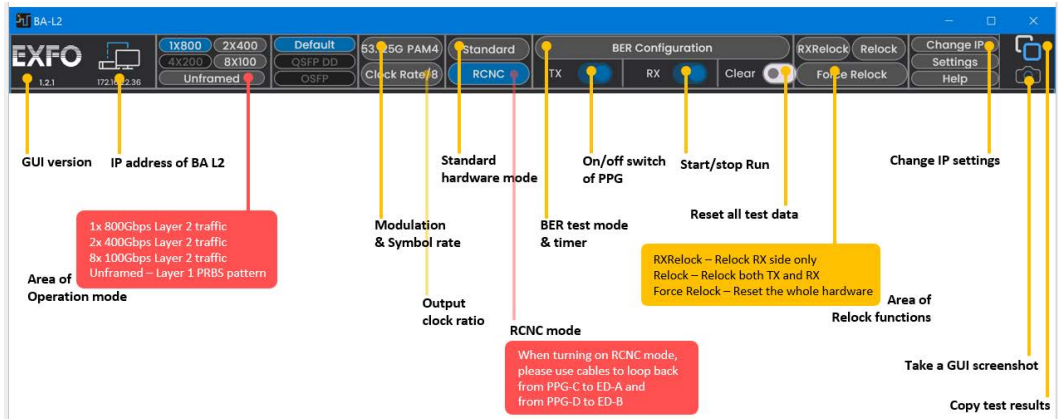 BA-L2
EXFO
1.2.1
1X800 2X400
4X200 8X100
Unframed
Default
QSFP DD
OSFP
PAM4
Clock
Standard
RCNC
BER Configuration
TX
RX
Clear
RXRelock Relock
Force Relock
Change IP
Settings
Help
GUI version
IP address of BA L2
Standard
hardware mode
On/off switch
of PPG
Start/stop Run
Change IP settings
1x 800Gbps Layer 2 traffic
2x 400Gbps Layer 2 traffic
8x 100Gbps Layer 2 traffic
Unframed – Layer 1 PRBS pattern
Area of
Operation mode
Modulation
& Symbol rate
BER test mode
& timer
Reset all test data
RXRelock – Relock RX side only
Relock – Relock both TX and RX
Force Relock – Reset the whole hardware
Area of
Relock functions
Output
clock ratio
RCNC mode
When turning on RCNC mode,
please use cables to loop back
from PPG-C to ED-A and
from PPG-D to ED-B
Take a GUI screenshot
Copy test results